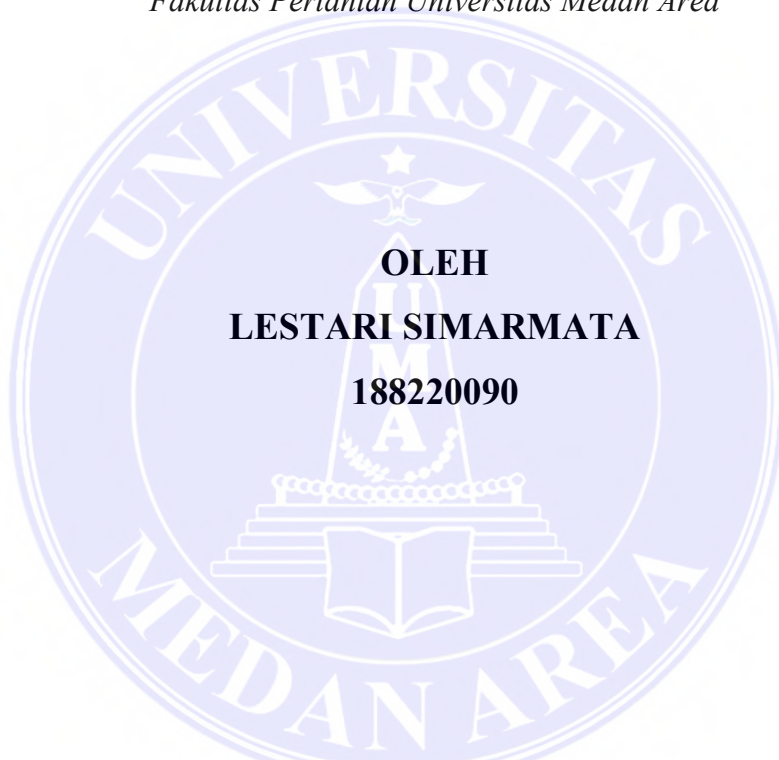 Fakultas Pertanian Universitas Medan Area
UNIVERSITAS
OLEH
LESTARI SIMARMATA
188220090
U
M
A
MEDAN AREA